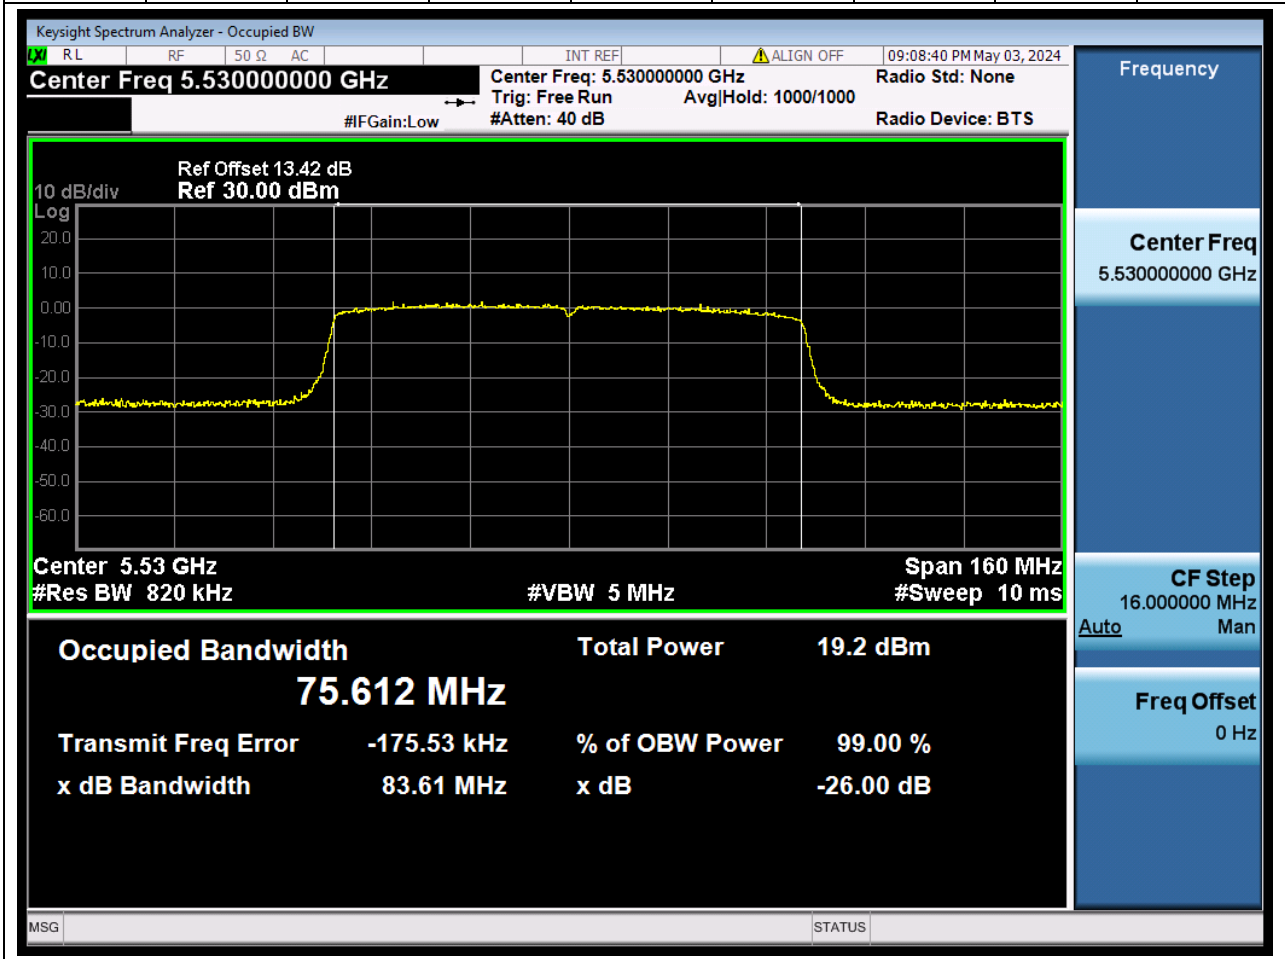 Keysight Spectrum Analyzer - Occupied BW
LXI RL RF 50 Ω AC INT REF ALIGN OFF 09:08:40 PM May 03, 2024
Center Freq 5.530000000 GHz
Center Freq: 5.530000000 GHz
Radio Std: None
Trig: Free Run Avg|Hold: 1000/1000
#IFGain:Low
#Atten: 40 dB
Radio Device: BTS
Ref Offset 13.42 dB
10 dB/div Ref 30.00 dBm
Log
20.0
10.0
0.00
-10.0
-20.0
-30.0
-40.0
-50.0
-60.0
Center 5.53 GHz Span 160 MHz
#Res BW 820 kHz #VBW 5 MHz #Sweep 10 ms
Occupied Bandwidth Total Power 19.2 dBm
75.612 MHz
Transmit Freq Error -175.53 kHz % of OBW Power 99.00 %
x dB Bandwidth 83.61 MHz x dB -26.00 dB
Frequency
Center Freq
5.530000000 GHz
CF Step
16.000000 MHz
Auto Man
Freq Offset
0 Hz
MSG STATUS